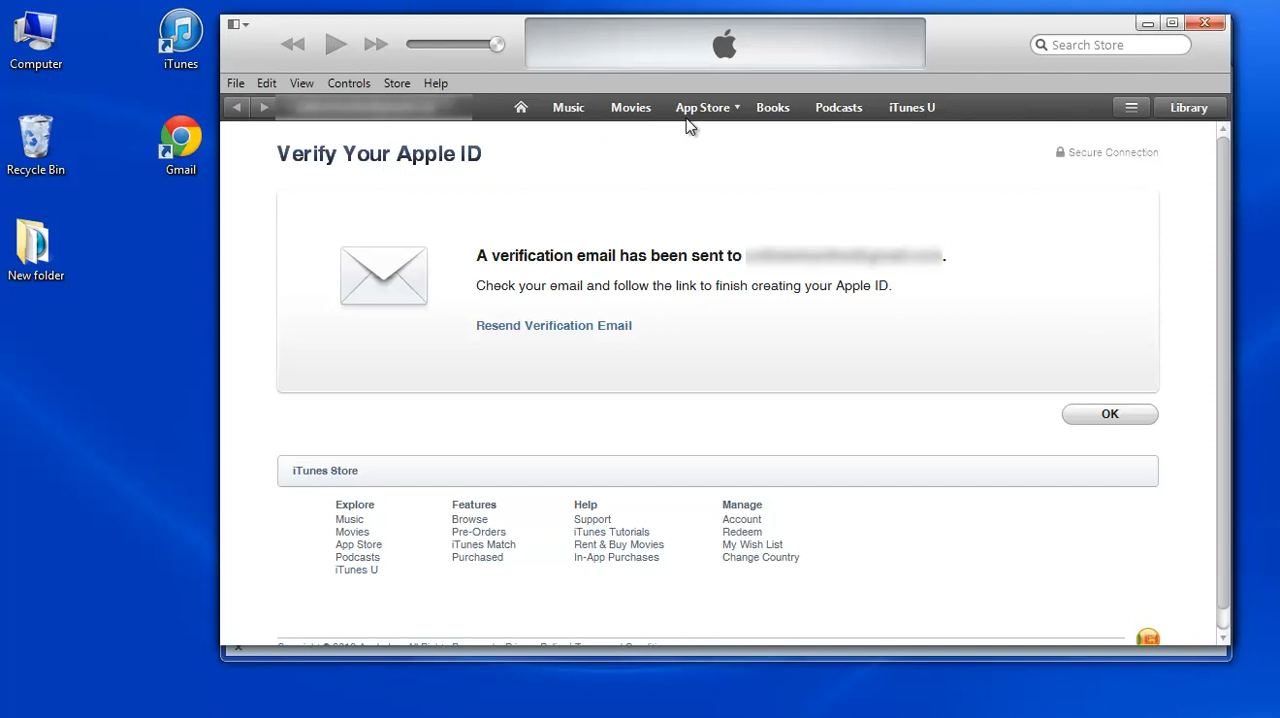 Computer
iTunes
Recycle Bin
Gmail
New folder
Search Store
File Edit View Controls Store Help
Music Movies App Store Books Podcasts iTunes U Library
Verify Your Apple ID
Secure Connection
A verification email has been sent to .
Check your email and follow the link to finish creating your Apple ID.
Resend Verification Email
OK
iTunes Store
Explore Features Help Manage
Music Browse Support Account
Movies Pre-Orders iTunes Tutorials Redeem
App Store iTunes Match Rent & Buy Movies My Wish List
Podcasts Purchased In-App Purchases Change Country
iTunes U